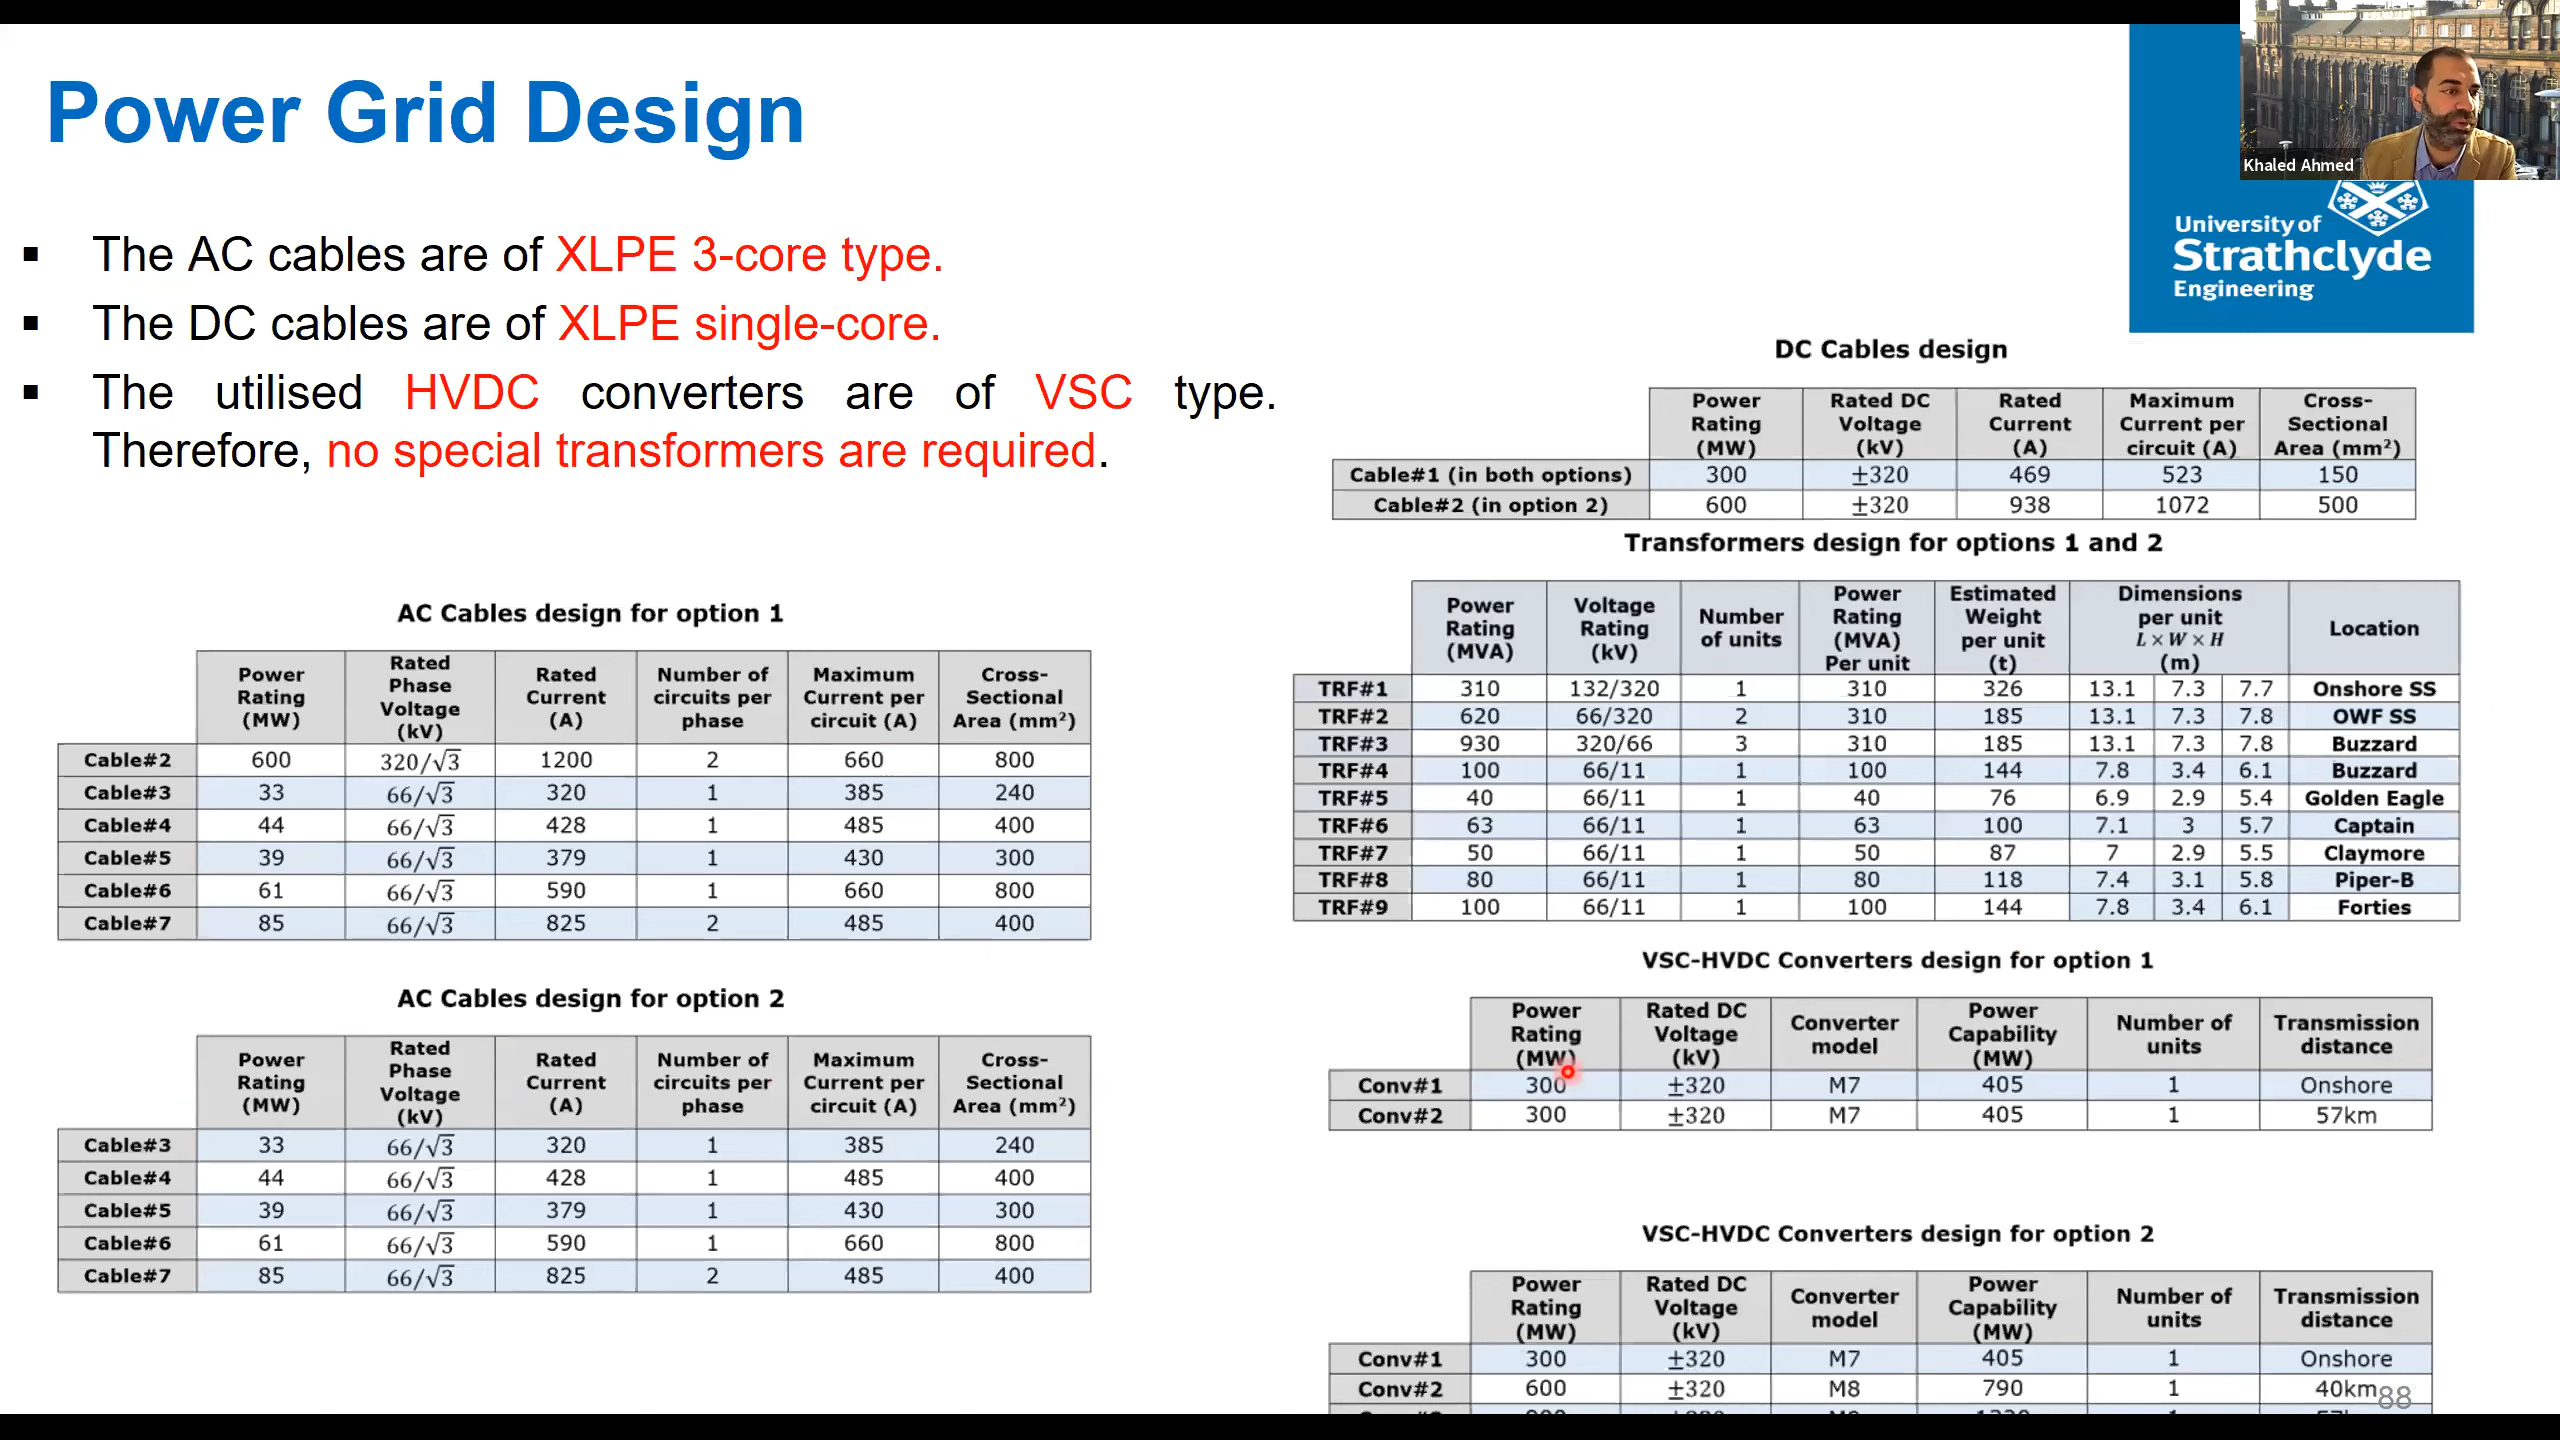 Power Grid Design
Khaled Ahmed
University of
Strathclyde
Engineering
▪ The AC cables are of XLPE 3-core type.
▪ The DC cables are of XLPE single-core.
▪ The utilised HVDC converters are of VSC type.
Therefore, no special transformers are required.
AC Cables design for option 1
Power Rating (MW) Rated Phase Voltage (kV) Rated Current (A) Number of circuits per phase Maximum Current per circuit (A) Cross-Sectional Area (mm²)
Cable#2 600 320/√3 1200 2 660 800
Cable#3 33 66/√3 320 1 385 240
Cable#4 44 66/√3 428 1 485 400
Cable#5 39 66/√3 379 1 430 300
Cable#6 61 66/√3 590 1 660 800
Cable#7 85 66/√3 825 2 485 400
AC Cables design for option 2
Power Rating (MW) Rated Phase Voltage (kV) Rated Current (A) Number of circuits per phase Maximum Current per circuit (A) Cross-Sectional Area (mm²)
Cable#3 33 66/√3 320 1 385 240
Cable#4 44 66/√3 428 1 485 400
Cable#5 39 66/√3 379 1 430 300
Cable#6 61 66/√3 590 1 660 800
Cable#7 85 66/√3 825 2 485 400
DC Cables design
Power Rating (MW) Rated DC Voltage (kV) Rated Current (A) Maximum Current per circuit (A) Cross-Sectional Area (mm²)
Cable#1 (in both options) 300 ±320 469 523 150
Cable#2 (in option 2) 600 ±320 938 1072 500
Transformers design for options 1 and 2
Power Rating (MVA) Voltage Rating (kV) Number of units Power Rating (MVA) Per unit Estimated Weight per unit (t) Dimensions per unit L × W × H (m) Location
TRF#1 310 132/320 1 310 326 13.1 7.3 7.7 Onshore SS
TRF#2 620 66/320 2 310 185 13.1 7.3 7.8 OWF SS
TRF#3 930 320/66 3 310 185 13.1 7.3 7.8 Buzzard
TRF#4 100 66/11 1 100 144 7.8 3.4 6.1 Buzzard
TRF#5 40 66/11 1 40 76 6.9 2.9 5.4 Golden Eagle
TRF#6 63 66/11 1 63 100 7.1 3 5.7 Captain
TRF#7 50 66/11 1 50 87 7 2.9 5.5 Claymore
TRF#8 80 66/11 1 80 118 7.4 3.1 5.8 Piper-B
TRF#9 100 66/11 1 100 144 7.8 3.4 6.1 Forties
VSC-HVDC Converters design for option 1
Power Rating (MW) Rated DC Voltage (kV) Converter model Power Capability (MW) Number of units Transmission distance
Conv#1 300 ±320 M7 405 1 Onshore
Conv#2 300 ±320 M7 405 1 57km
VSC-HVDC Converters design for option 2
Power Rating (MW) Rated DC Voltage (kV) Converter model Power Capability (MW) Number of units Transmission distance
Conv#1 300 ±320 M7 405 1 Onshore
Conv#2 600 ±320 M8 790 1 40km
88